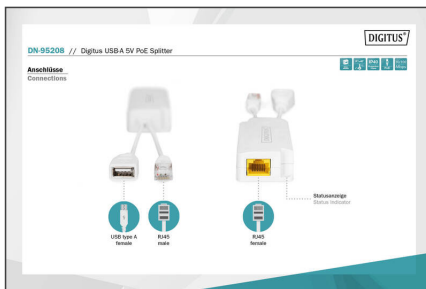 DIGITUS®
DN-95208 // Digitus USB-A 5V PoE Splitter
Anschlüsse
Connections
DIGITUS
Statusanzeige
Status Indicator
USB type A
female
RJ45
male
RJ45
female